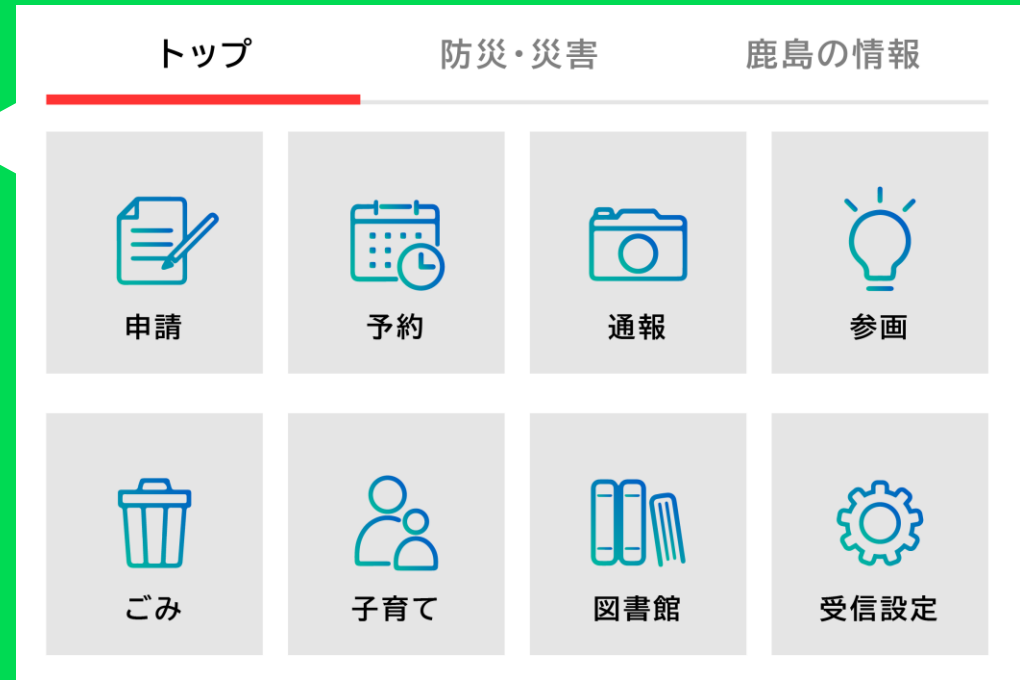 トップ 防災・災害 鹿島の情報
申請 予約 通報 参画
ごみ 子育て 図書館 受信設定